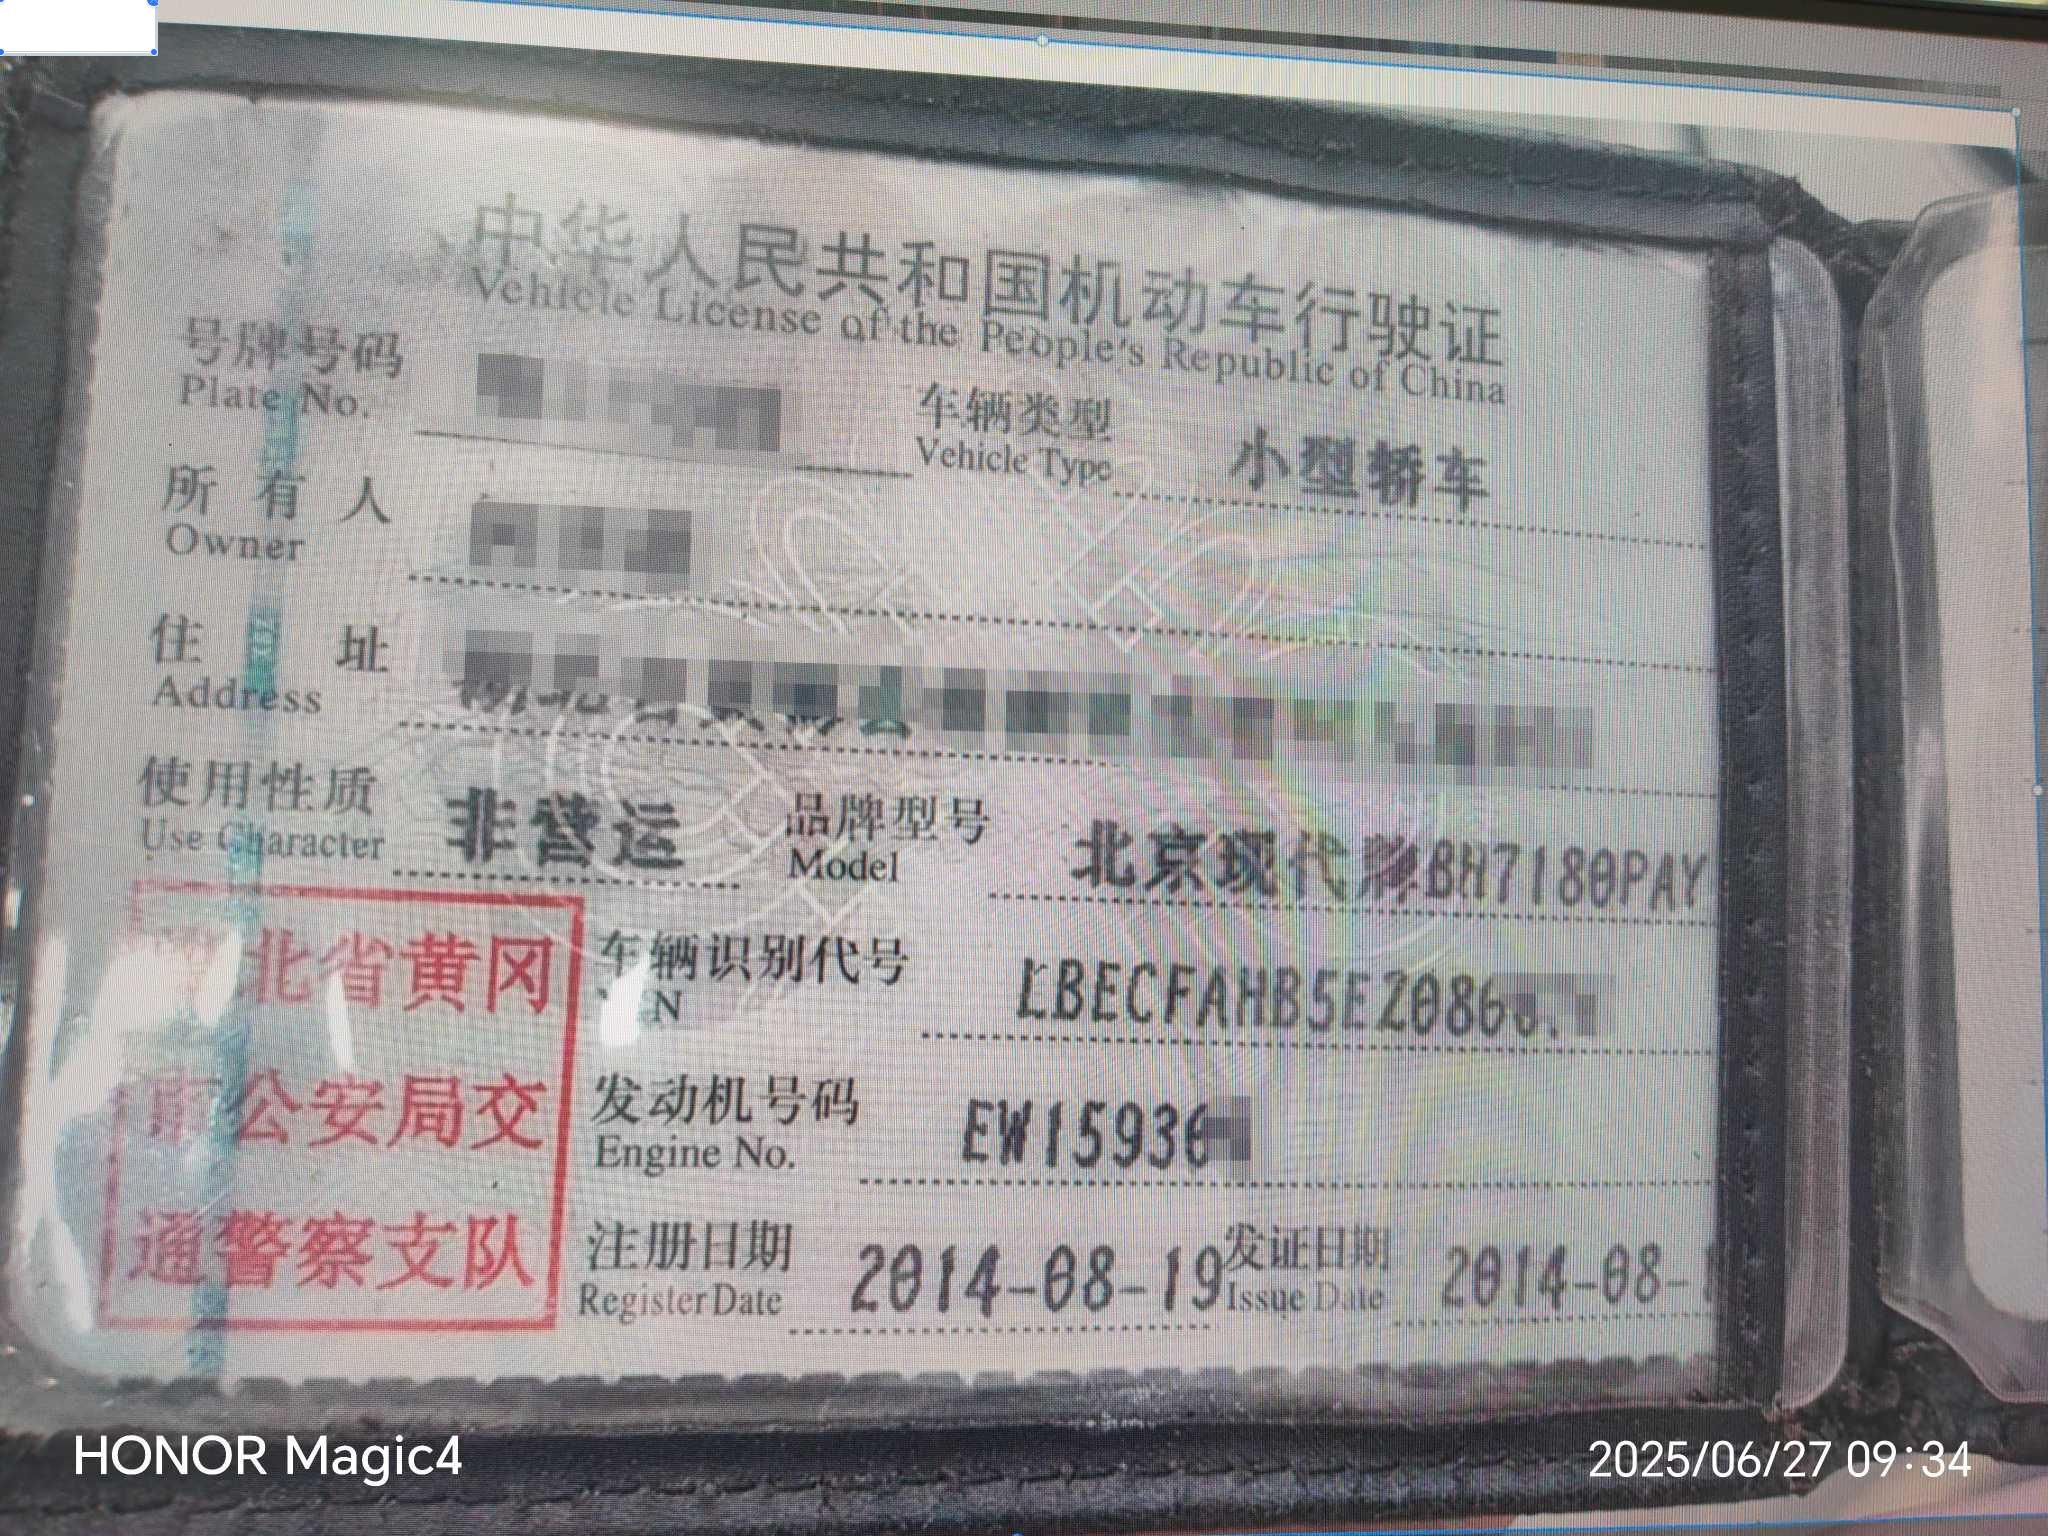 中华人民共和国机动车行驶证
Vehicle License of the People's Republic of China
号牌号码
Plate No.
车辆类型 小型轿车
Vehicle Type
所有人
Owner
住址
Address
使用性质 非营运
Use Character
品牌型号 北京现代牌BH7180PAY
Model
北省黄冈
市公安局交
通警察支队
车辆识别代号 LBECFAHB5E2086
发动机号码 EW15936
Engine No.
注册日期 2014-08-19
Register Date
发证日期 2014-08-
Issue Date
HONOR Magic4
2025/06/27 09:34